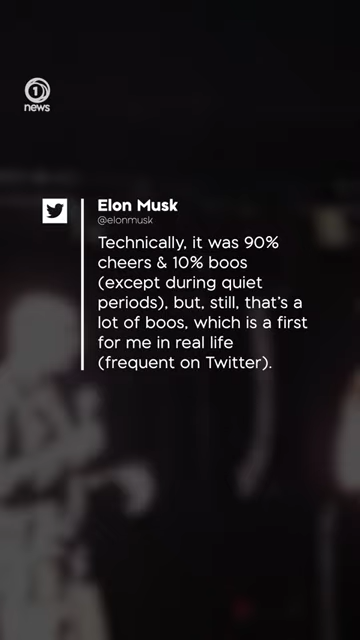 1
news
Elon Musk
@elonmusk
Technically, it was 90%
cheers & 10% boos
(except during quiet
periods), but, still, that's a
lot of boos, which is a first
for me in real life
(frequent on Twitter).